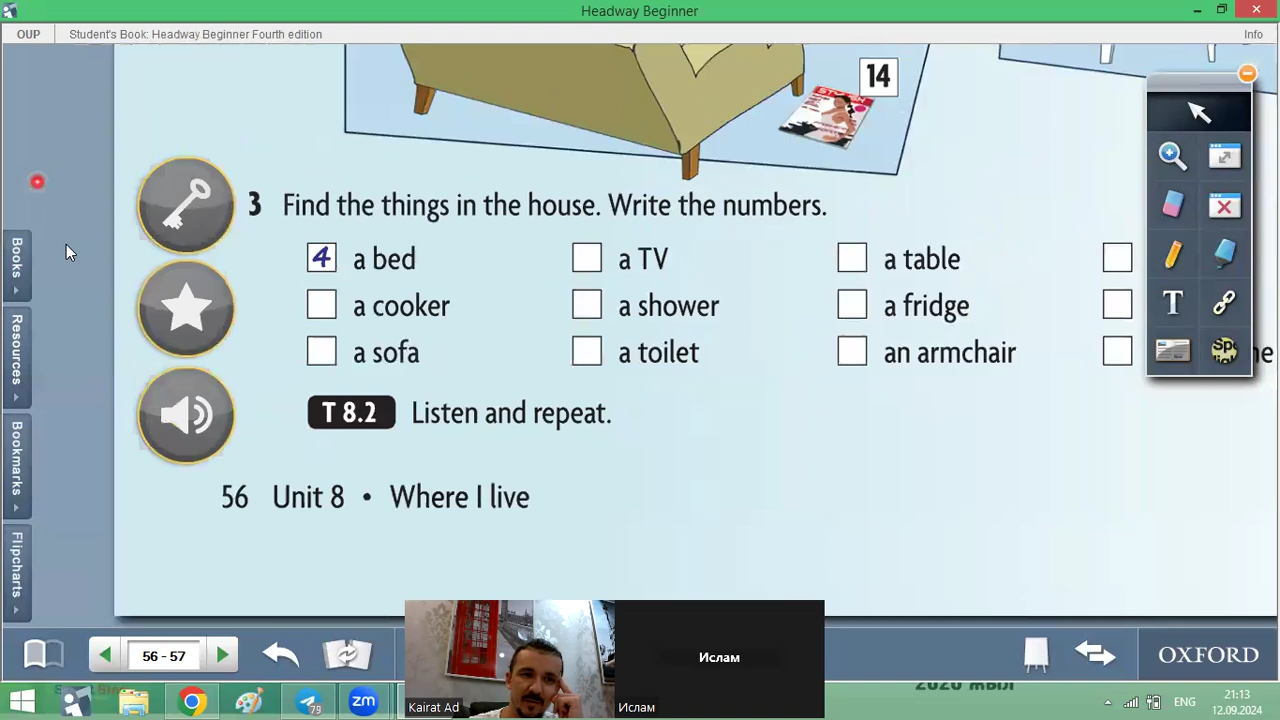 Headway Beginner
OUP Student's Book: Headway Beginner Fourth edition Info
14
3 Find the things in the house. Write the numbers.
4 a bed a TV a table
a cooker a shower a fridge
a sofa a toilet an armchair
T 8.2 Listen and repeat.
56 Unit 8 • Where I live
Books
Resources
Bookmarks
Flipcharts
T
Ислам
Kairat Ad Ислам
56 - 57
OXFORD
79
zm
ENG
21:13
12.09.2024